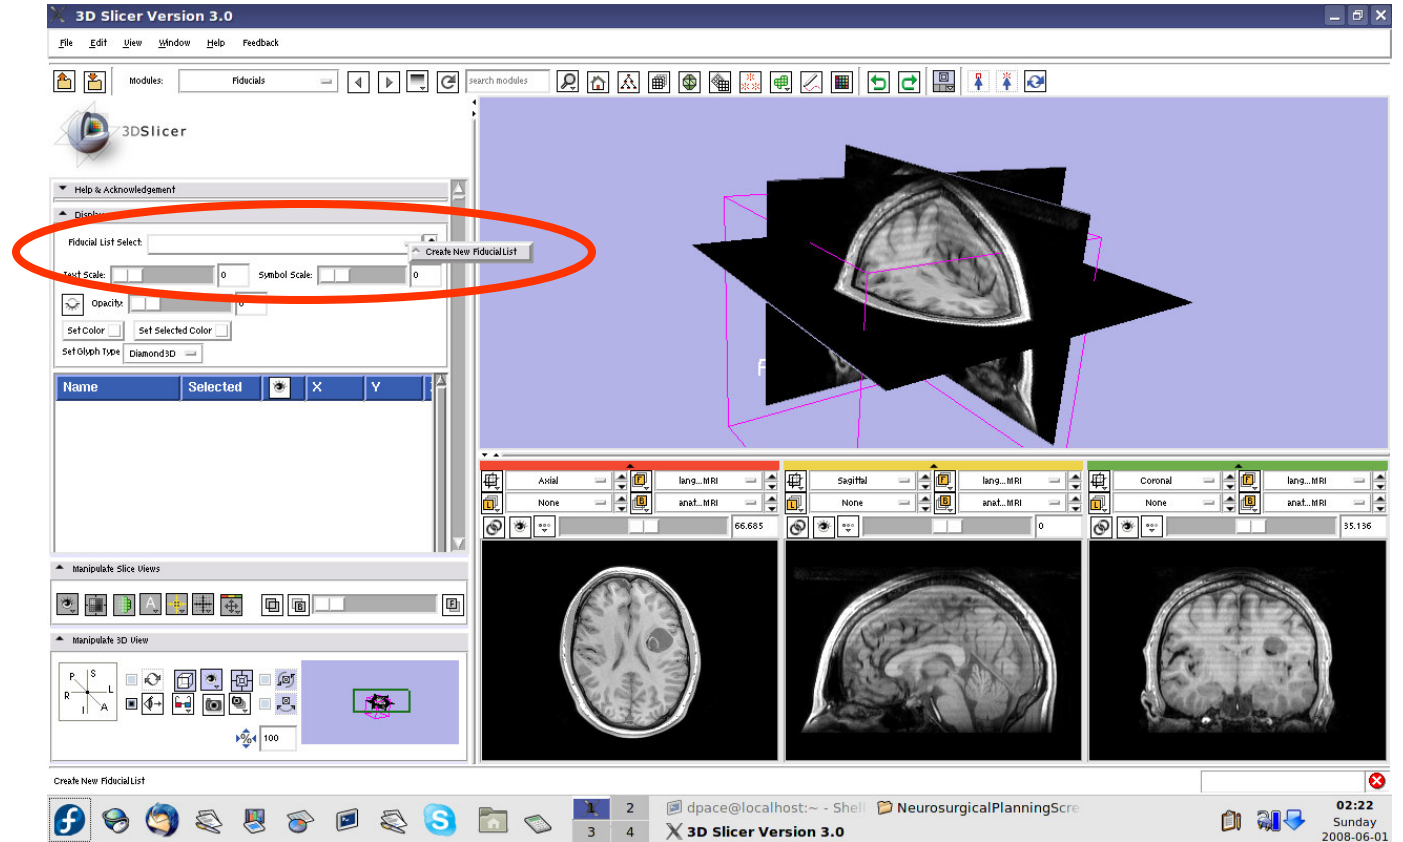 3D Slicer Version 3.0
File Edit View Window Help Feedback
Modules: Fiducials search modules
3DSlicer
Help & Acknowledgement
Display
Fiducial List Select:
Create New FiducialList
Text Scale: 0 Symbol Scale: 0
Opacity: 0
Set Color Set Selected Color
Set Glyph Type Diamond3D
Name Selected X Y
Axial lang...MRI Sagittal lang...MRI Coronal lang...MRI
None anat...MRI None anat...MRI None anat...MRI
66.685 0 35.136
Manipulate Slice Views
Manipulate 3D View
P S
R L
I A
100
Create New FiducialList
1 2 dpace@localhost:~ - Shell NeurosurgicalPlanningScre
3 4 3D Slicer Version 3.0
02:22
Sunday
2008-06-01